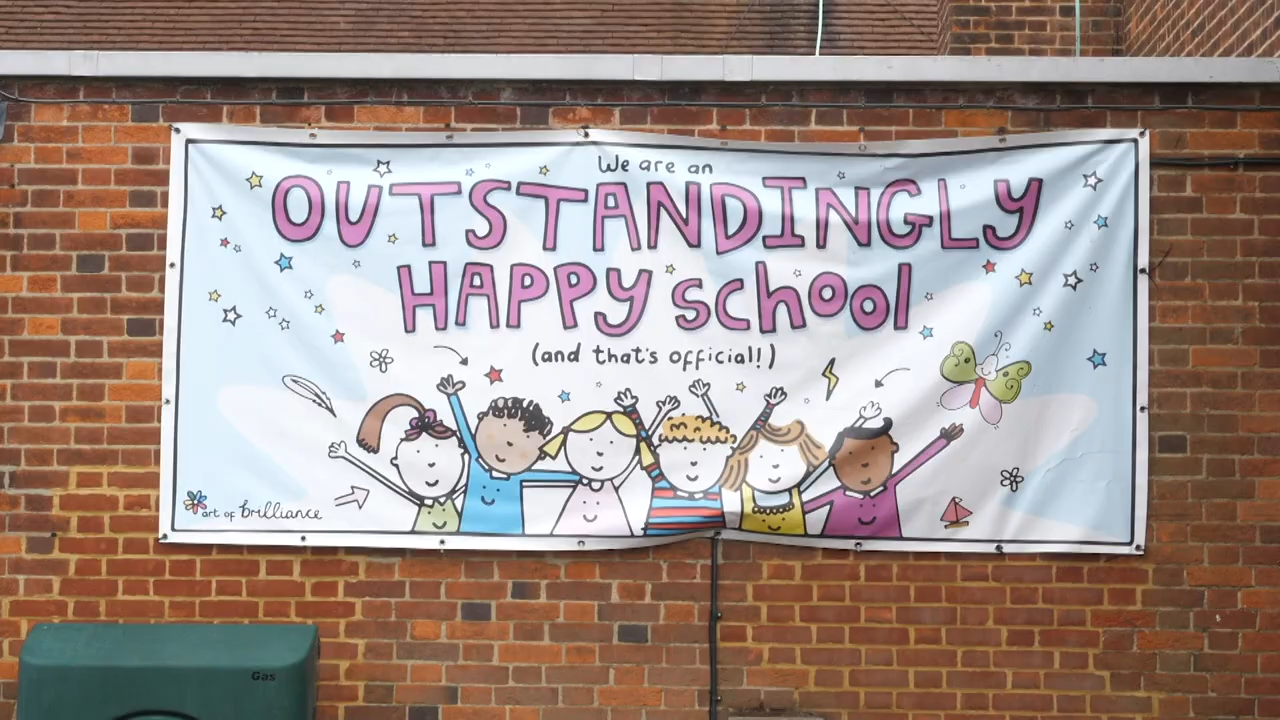 We are an
OUTSTANDINGLY
HAPPY school
(and that's official!)
art of brilliance
Gas